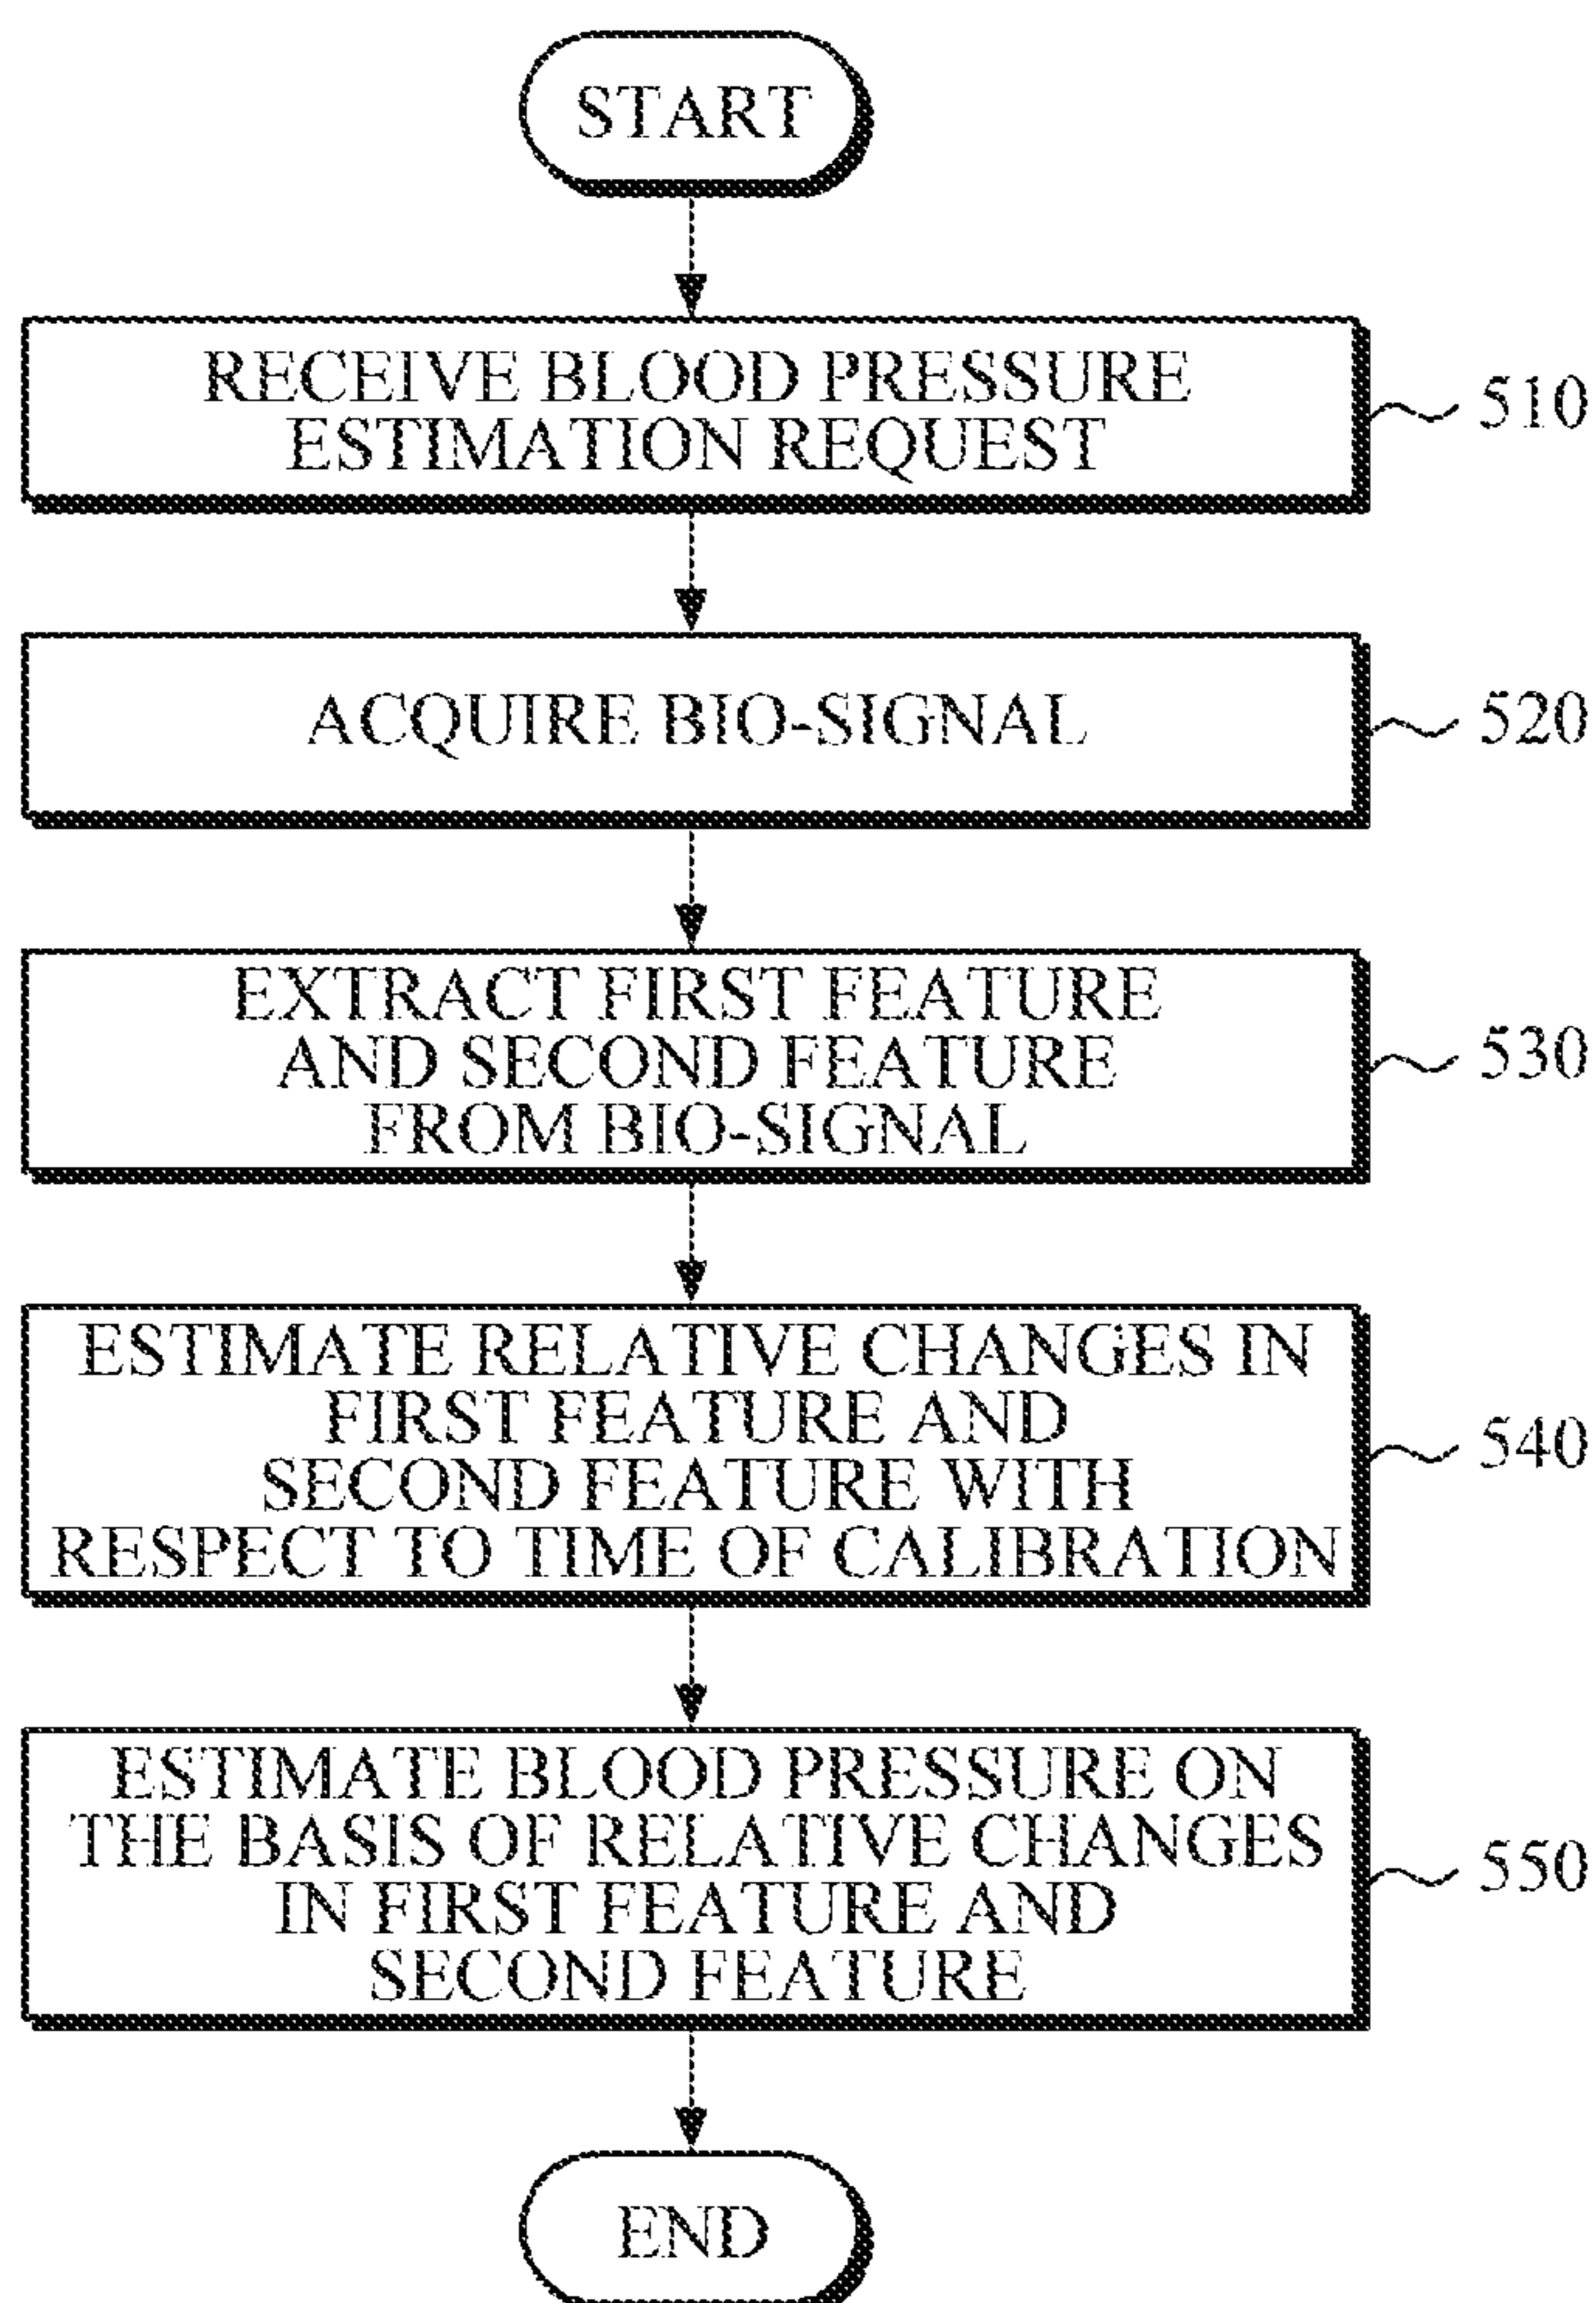 START
RECEIVE BLOOD PRESSURE
ESTIMATION REQUEST
510
ACQUIRE BIO-SIGNAL
520
EXTRACT FIRST FEATURE
AND SECOND FEATURE
FROM BIO-SIGNAL
530
ESTIMATE RELATIVE CHANGES IN
FIRST FEATURE AND
SECOND FEATURE WITH
RESPECT TO TIME OF CALIBRATION
540
ESTIMATE BLOOD PRESSURE ON
THE BASIS OF RELATIVE CHANGES
IN FIRST FEATURE AND
SECOND FEATURE
550
END